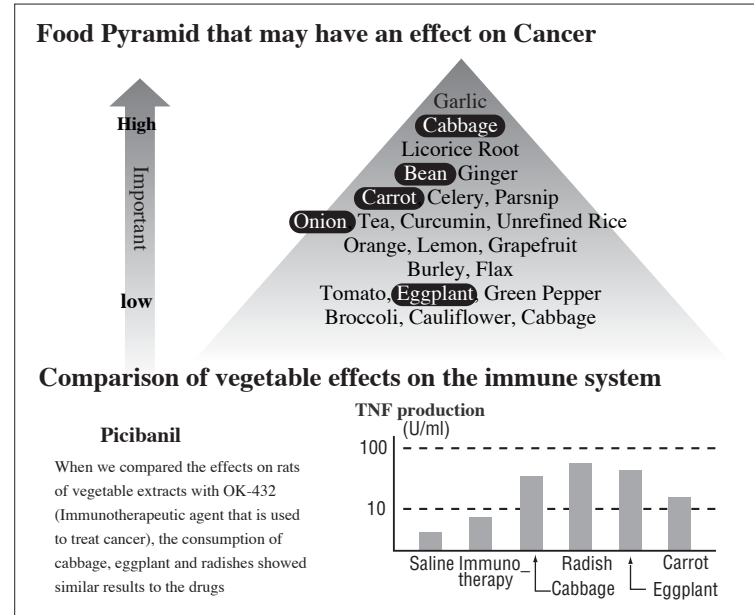 Food Pyramid that may have an effect on Cancer
High
Important
low
Garlic
Cabbage
Licorice Root
Bean Ginger
Carrot Celery, Parsnip
Onion Tea, Curcumin, Unrefined Rice
Orange, Lemon, Grapefruit
Burley, Flax
Tomato, Eggplant, Green Pepper
Broccoli, Cauliflower, Cabbage
Comparison of vegetable effects on the immune system
Picibanil
When we compared the effects on rats
of vegetable extracts with OK-432
(Immunotherapeutic agent that is used
to treat cancer), the consumption of
cabbage, eggplant and radishes showed
similar results to the drugs
TNF production
(U/ml)
100
10
Saline Immuno_ Radish Carrot
therapy Cabbage Eggplant